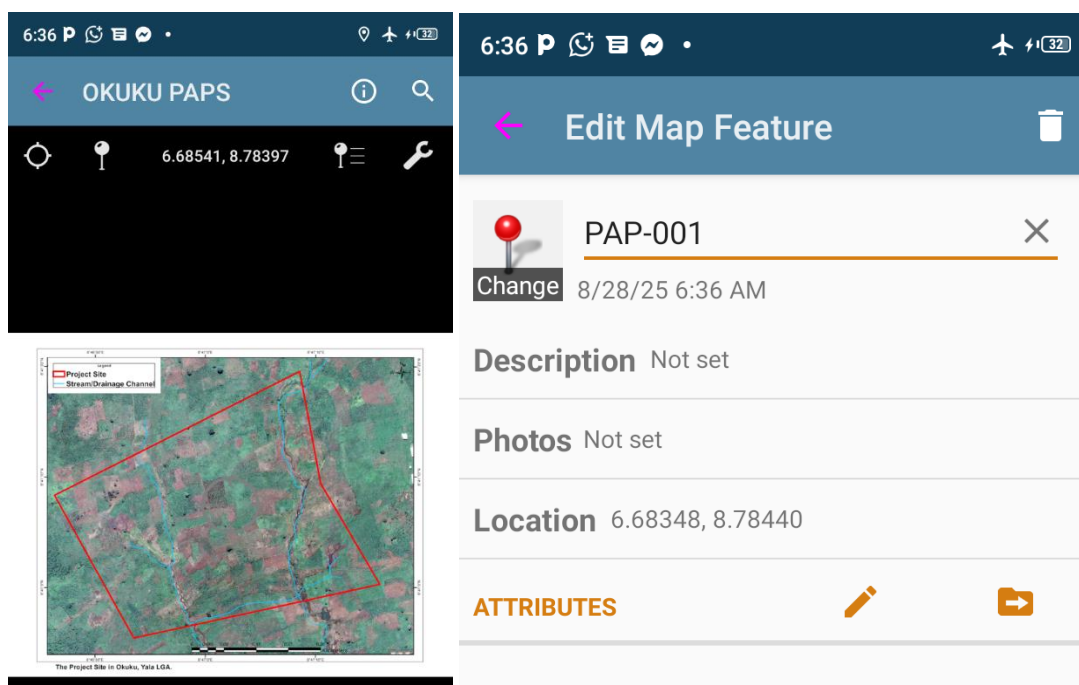 6:36
32
OKUKU PAPS
6.68541, 8.78397
Legend
Project Site
Stream/Drainage Channel
The Project Site in Okuku, Yala LGA.
6:36
32
Edit Map Feature
PAP-001
Change
8/28/25 6:36 AM
Description Not set
Photos Not set
Location 6.68348, 8.78440
ATTRIBUTES